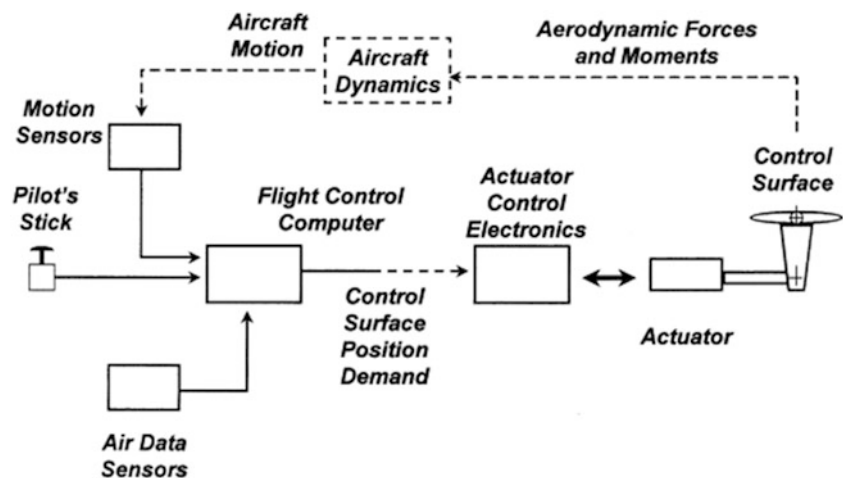 Aircraft
Motion
Aircraft
Dynamics
Aerodynamic Forces
and Moments
Motion
Sensors
Control
Surface
Pilot's
Stick
Flight Control
Computer
Actuator
Control
Electronics
Control
Surface
Position
Demand
Actuator
Air Data
Sensors